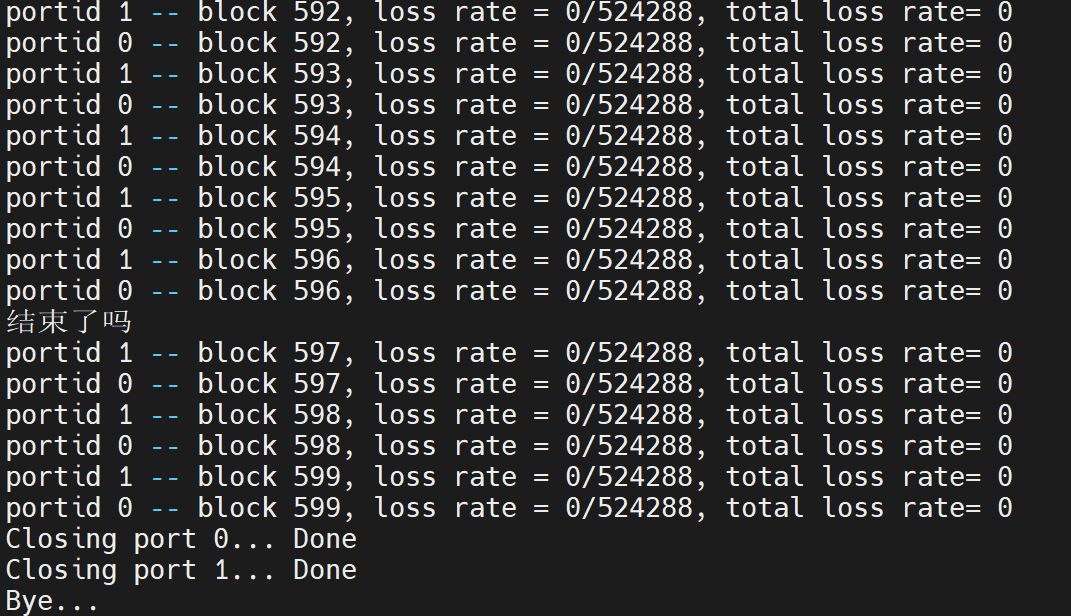 portid 1 -- block 592, loss rate = 0/524288, total loss rate= 0
portid 0 -- block 592, loss rate = 0/524288, total loss rate= 0
portid 1 -- block 593, loss rate = 0/524288, total loss rate= 0
portid 0 -- block 593, loss rate = 0/524288, total loss rate= 0
portid 1 -- block 594, loss rate = 0/524288, total loss rate= 0
portid 0 -- block 594, loss rate = 0/524288, total loss rate= 0
portid 1 -- block 595, loss rate = 0/524288, total loss rate= 0
portid 0 -- block 595, loss rate = 0/524288, total loss rate= 0
portid 1 -- block 596, loss rate = 0/524288, total loss rate= 0
portid 0 -- block 596, loss rate = 0/524288, total loss rate= 0
结束了吗
portid 1 -- block 597, loss rate = 0/524288, total loss rate= 0
portid 0 -- block 597, loss rate = 0/524288, total loss rate= 0
portid 1 -- block 598, loss rate = 0/524288, total loss rate= 0
portid 0 -- block 598, loss rate = 0/524288, total loss rate= 0
portid 1 -- block 599, loss rate = 0/524288, total loss rate= 0
portid 0 -- block 599, loss rate = 0/524288, total loss rate= 0
Closing port 0... Done
Closing port 1... Done
Bye...